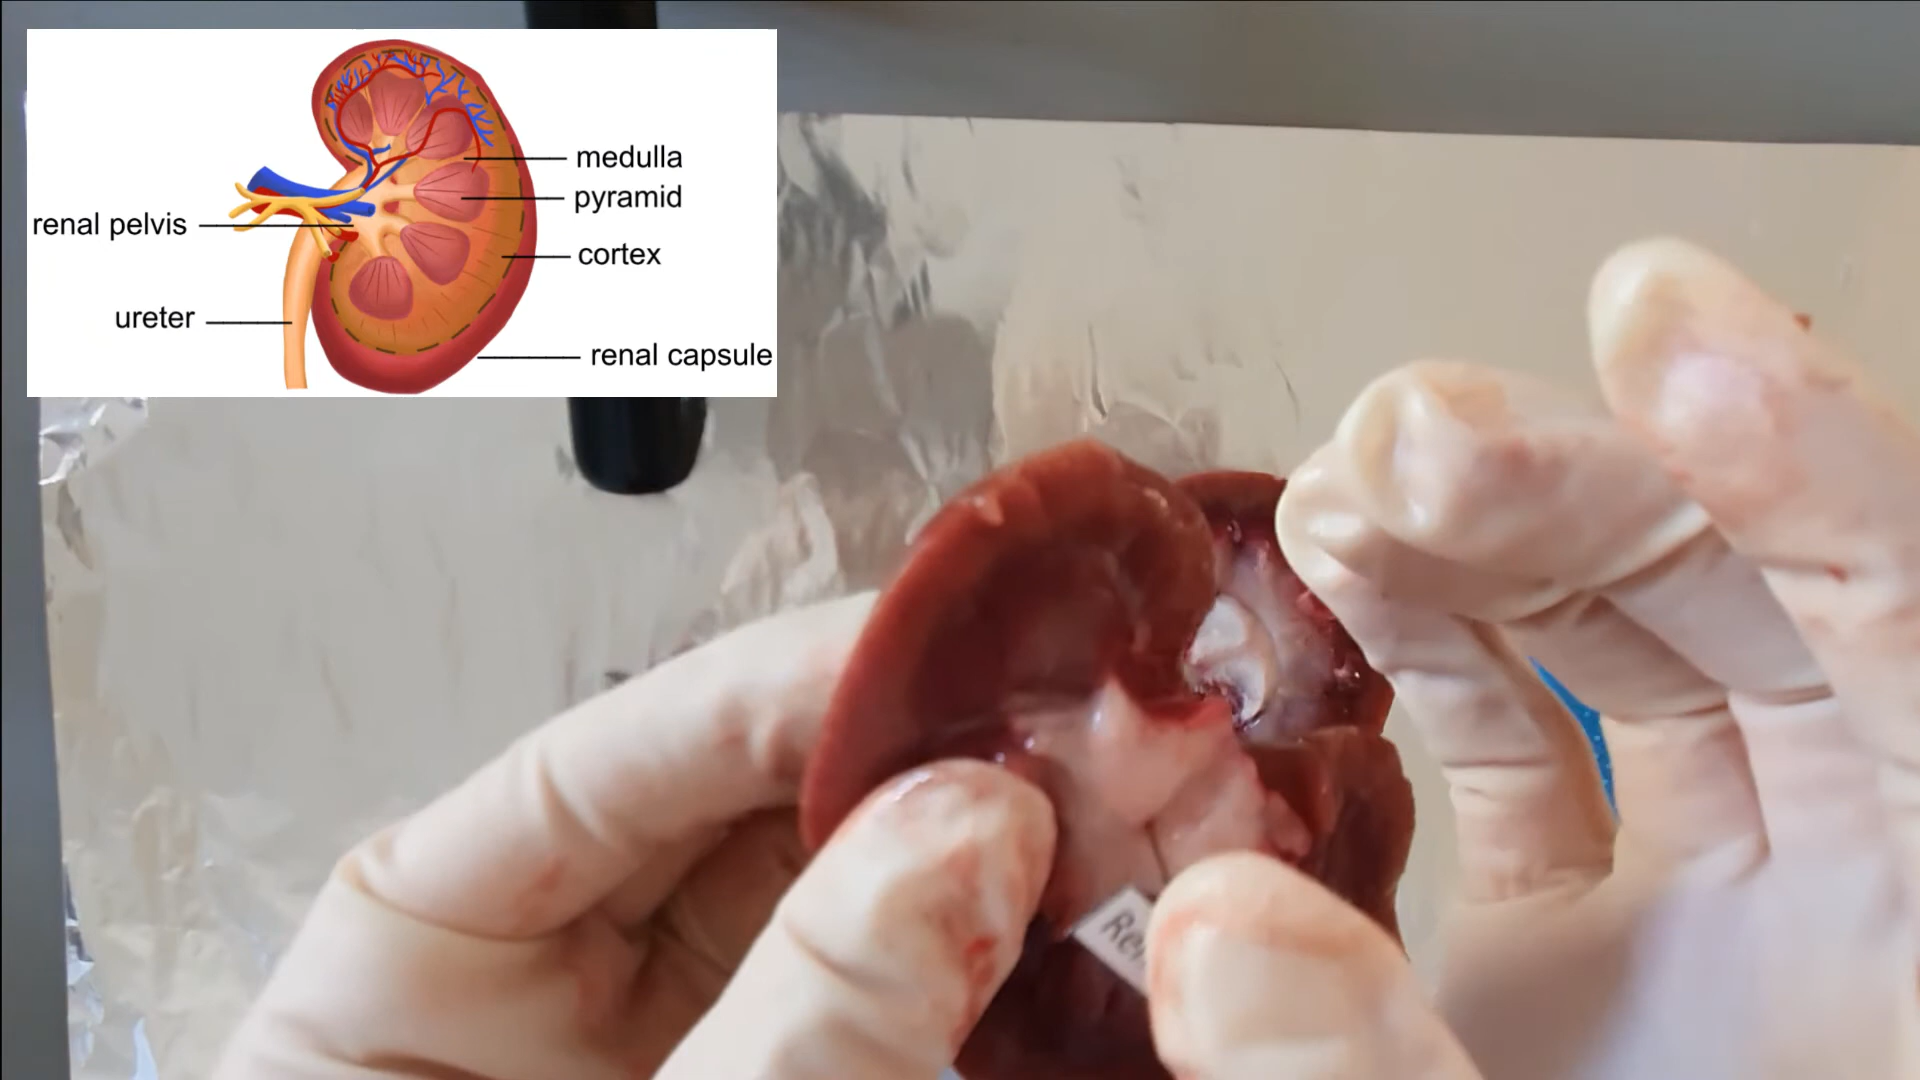 medulla
pyramid
renal pelvis
cortex
ureter
renal capsule